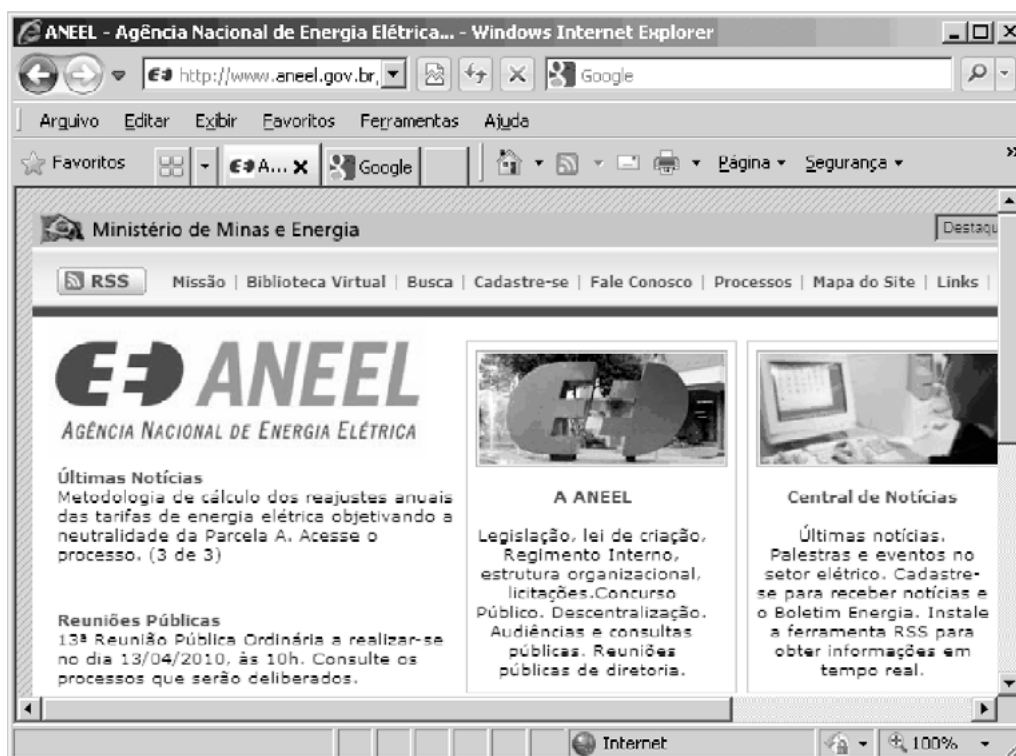 ANEEL - Agência Nacional de Energia Elétrica... - Windows Internet Explorer
http://www.aneel.gov.br, Google
Arquivo Editar Exibir Favoritos Ferramentas Ajuda
Favoritos A... Google Página Segurança »
Ministério de Minas e Energia Destaqu
RSS Missão | Biblioteca Virtual | Busca | Cadastre-se | Fale Conosco | Processos | Mapa do Site | Links |
ANEEL
AGÊNCIA NACIONAL DE ENERGIA ELÉTRICA
Últimas Notícias
Metodologia de cálculo dos reajustes anuais
das tarifas de energia elétrica objetivando a
neutralidade da Parcela A. Acesse o
processo. (3 de 3)
Reuniões Públicas
13ª Reunião Pública Ordinária a realizar-se
no dia 13/04/2010, às 10h. Consulte os
processos que serão deliberados.
A ANEEL
Legislação, lei de criação,
Regimento Interno,
estrutura organizacional,
licitações.Concurso
Público. Descentralização.
Audiências e consultas
públicas. Reuniões
públicas de diretoria.
Central de Notícias
Últimas notícias.
Palestras e eventos no
setor elétrico. Cadastre-
se para receber notícias e
o Boletim Energia. Instale
a ferramenta RSS para
obter informações em
tempo real.
Internet 100%